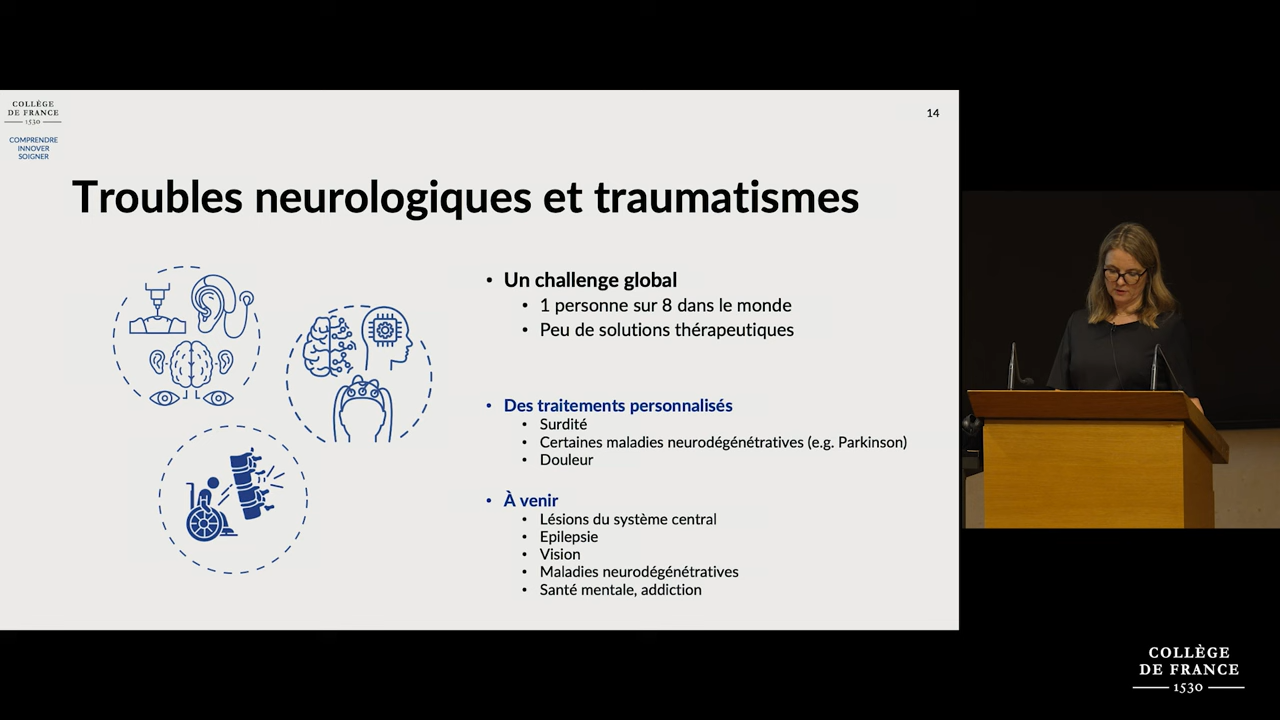 COLLÈGE
DE FRANCE
1530
COMPRENDRE
INNOVER
SOIGNER
14
Troubles neurologiques et traumatismes
• Un challenge global
• 1 personne sur 8 dans le monde
• Peu de solutions thérapeutiques
• Des traitements personnalisés
• Surdité
• Certaines maladies neurodégénétratives (e.g. Parkinson)
• Douleur
• À venir
• Lésions du système central
• Epilepsie
• Vision
• Maladies neurodégénétratives
• Santé mentale, addiction
COLLÈGE
DE FRANCE
1530